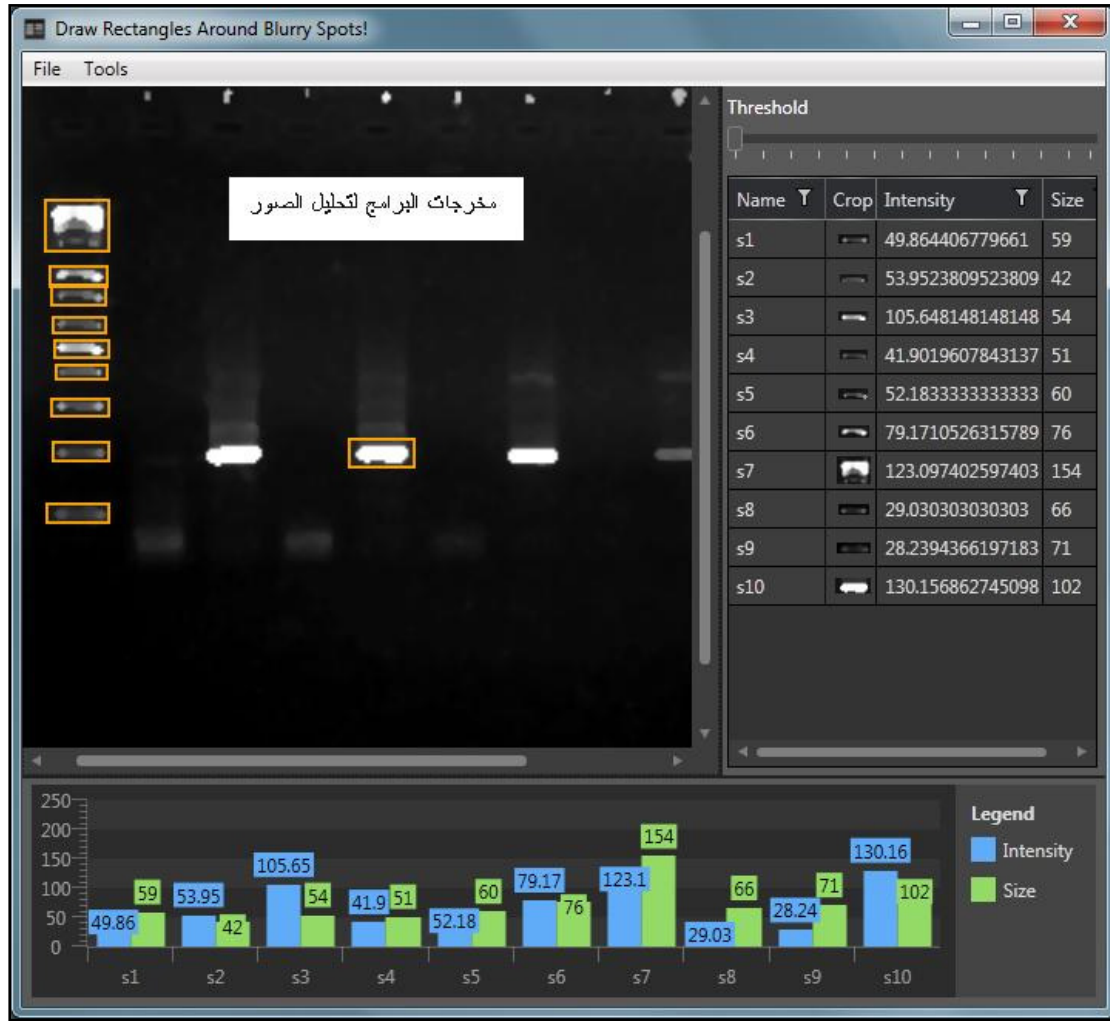 Draw Rectangles Around Blurry Spots!
File Tools
مخرجات البرامج لتحليل الصور
Threshold
Name Crop Intensity Size
s1 49.864406779661 59
s2 53.9523809523809 42
s3 105.648148148148 54
s4 41.9019607843137 51
s5 52.1833333333333 60
s6 79.1710526315789 76
s7 123.097402597403 154
s8 29.030303030303 66
s9 28.2394366197183 71
s10 130.156862745098 102
250
200
150
100
50
0
49.86 59 53.95 42 105.65 54 41.9 51 52.18 60 79.17 76 123.1 154 29.03 66 28.24 71 130.16 102
s1 s2 s3 s4 s5 s6 s7 s8 s9 s10
Legend
Intensity
Size